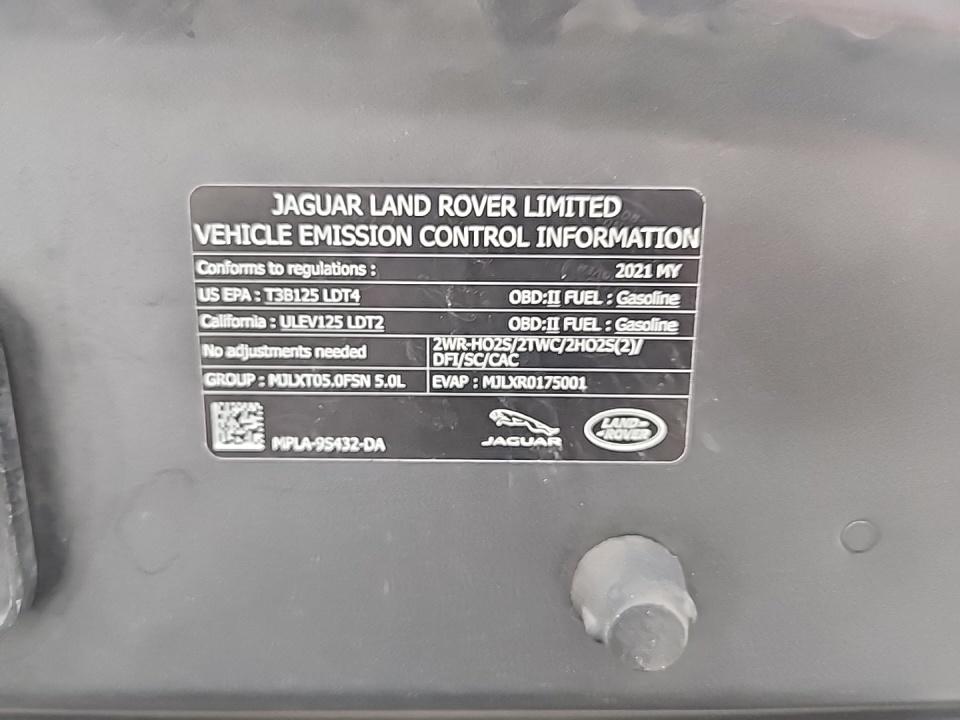 JAGUAR LAND ROVER LIMITED
VEHICLE EMISSION CONTROL INFORMATION
Conforms to regulations : 2021 MY
US EPA : T3B125 LDT4 OBD:II FUEL : Gasoline
California : ULEV125 LDT2 OBD:II FUEL : Gasoline
No adjustments needed
2WR-HO2S/2TWC/2HO2S(2)/
DFI/SC/CAC
GROUP : MJLXT05.0FSN 5.0L
EVAP : MJLXR0175001
MPLA-9S432-DA
JAGUAR
LAND-
-ROVER